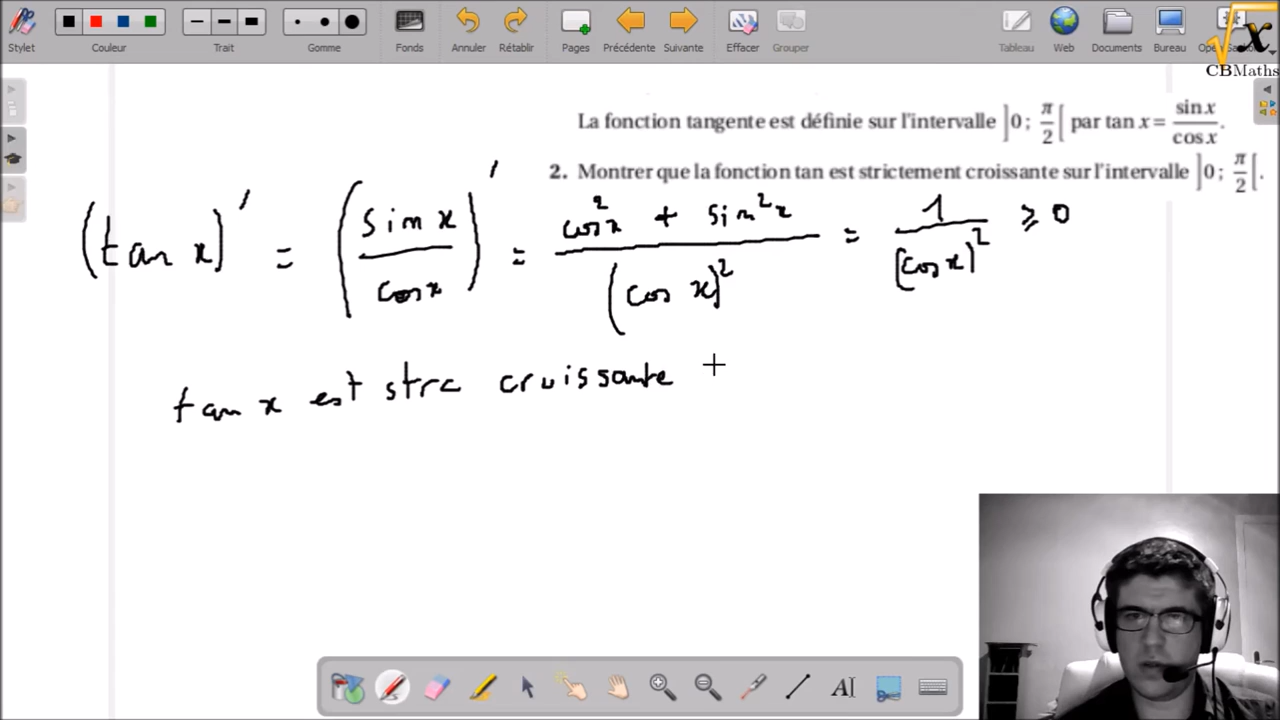 Stylet Couleur Trait Gomme Fonds Annuler Rétablir Pages Précédente Suivante Effacer Grouper Tableau Web Documents Bureau
CBMaths
La fonction tangente est définie sur l'intervalle ]0 ; π/2[ par tan x = sin x / cos x.
2. Montrer que la fonction tan est strictement croissante sur l'intervalle ]0 ; π/2[.
(tan x)' = (sin x / cos x)' = (cos²x + sin²x) / (cos x)² = 1 / (cos x)² ⩾ 0
tan x est strc croissante